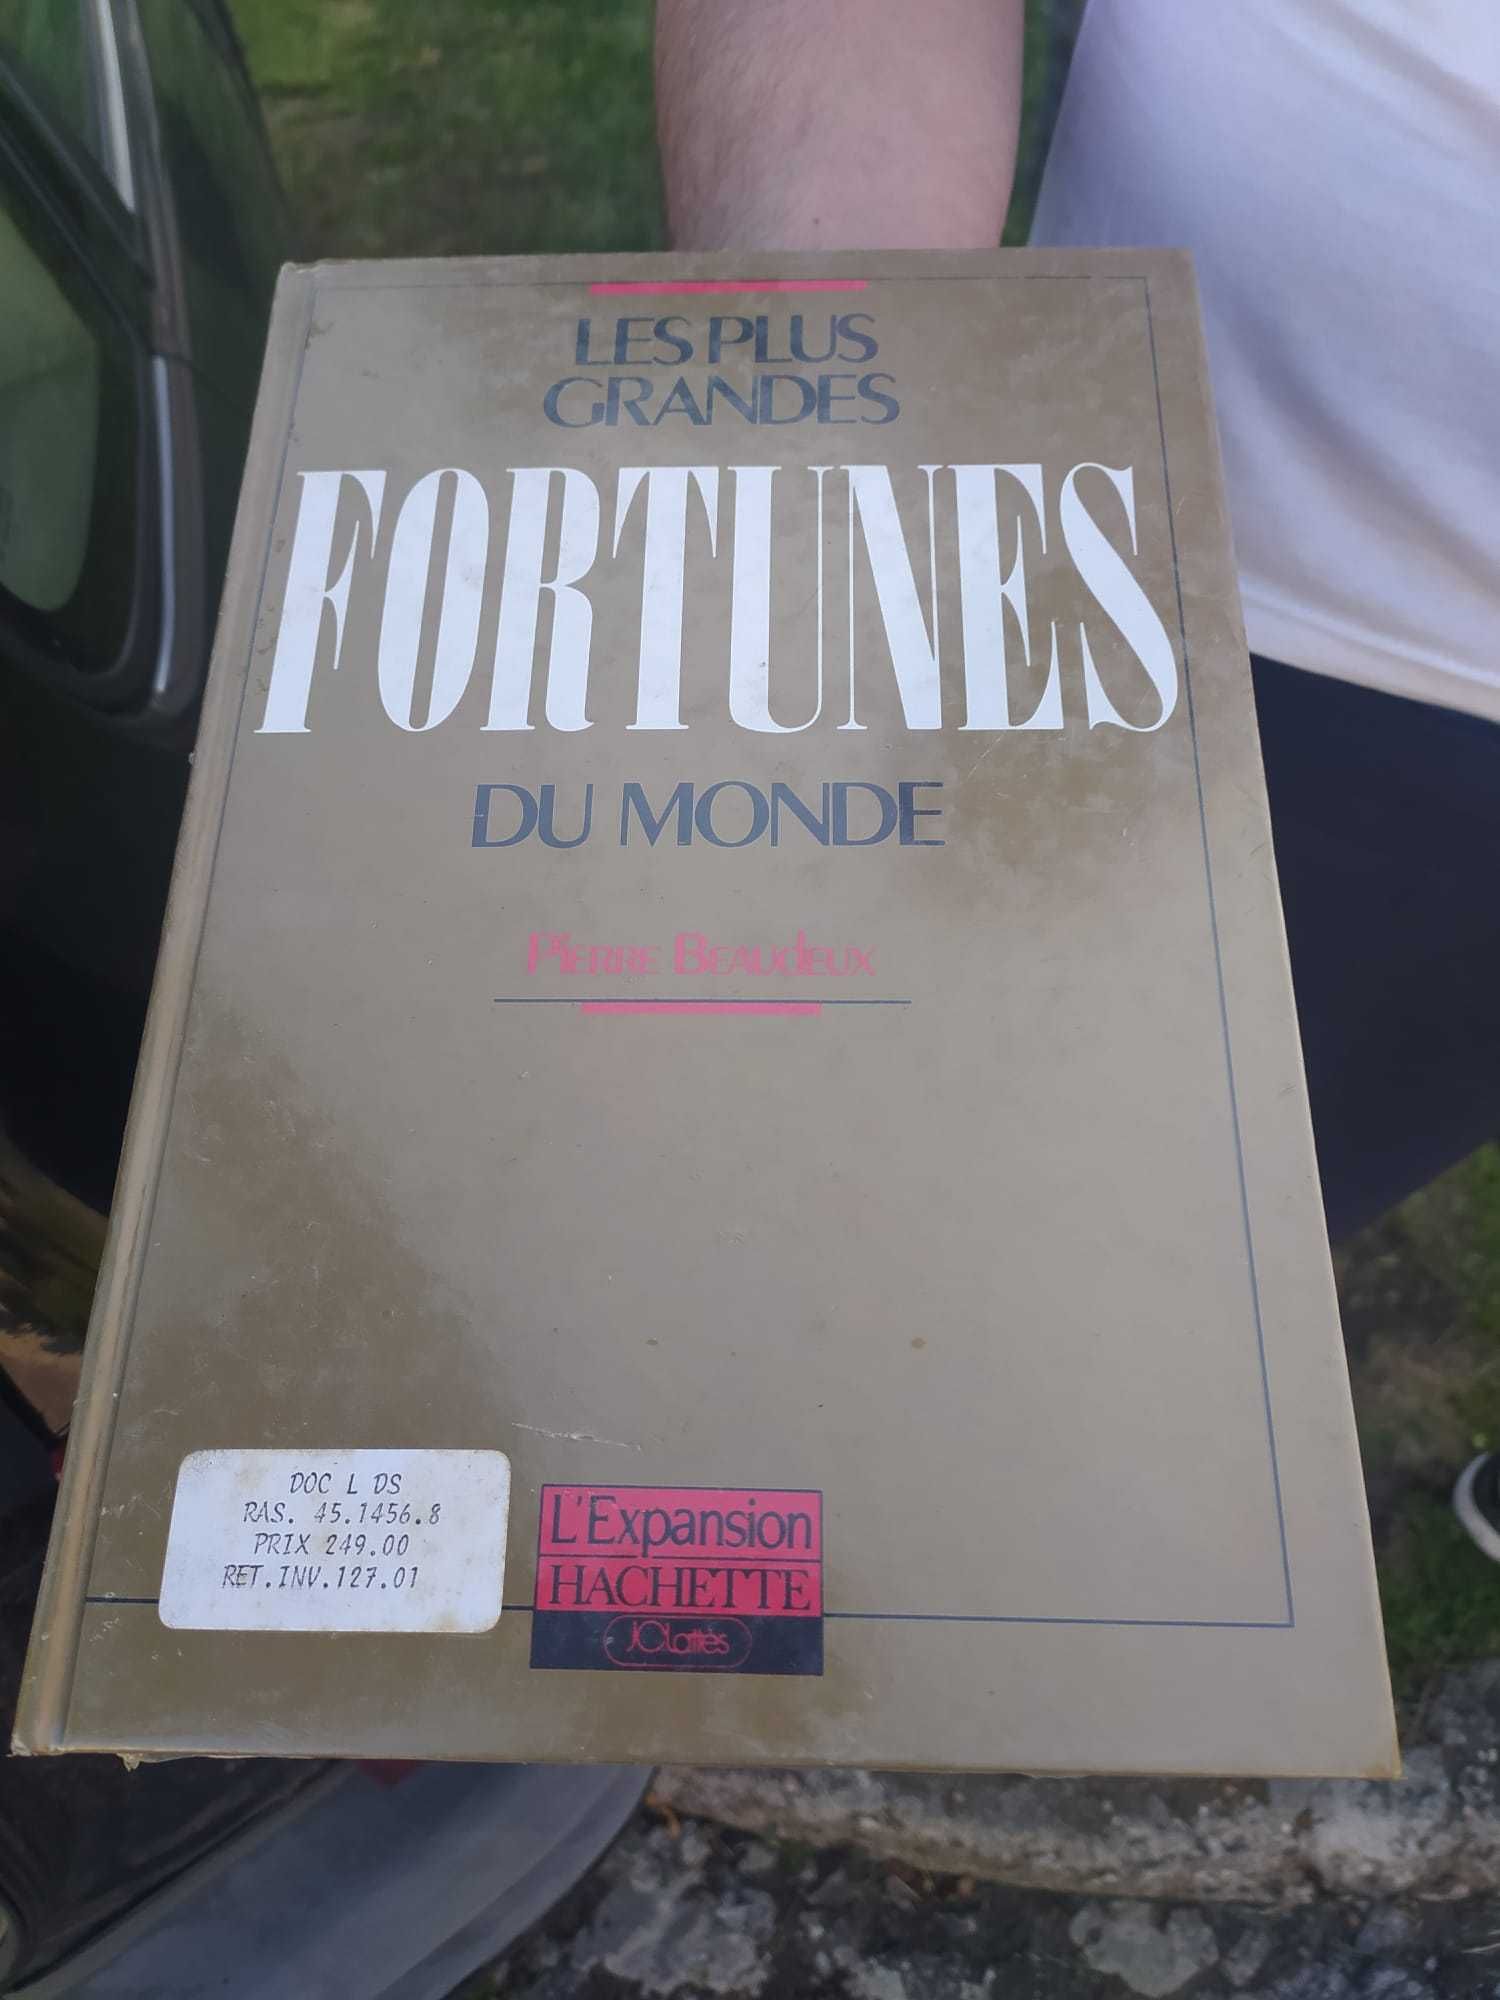 LES PLUS
GRANDES
FORTUNES
DU MONDE
PIERRE BEAUdEUX
DOC L DS
RAS. 45.1456.8
PRIX 249.00
RET.INV.127.01
L'Expansion
HACHETTE
JCLattès